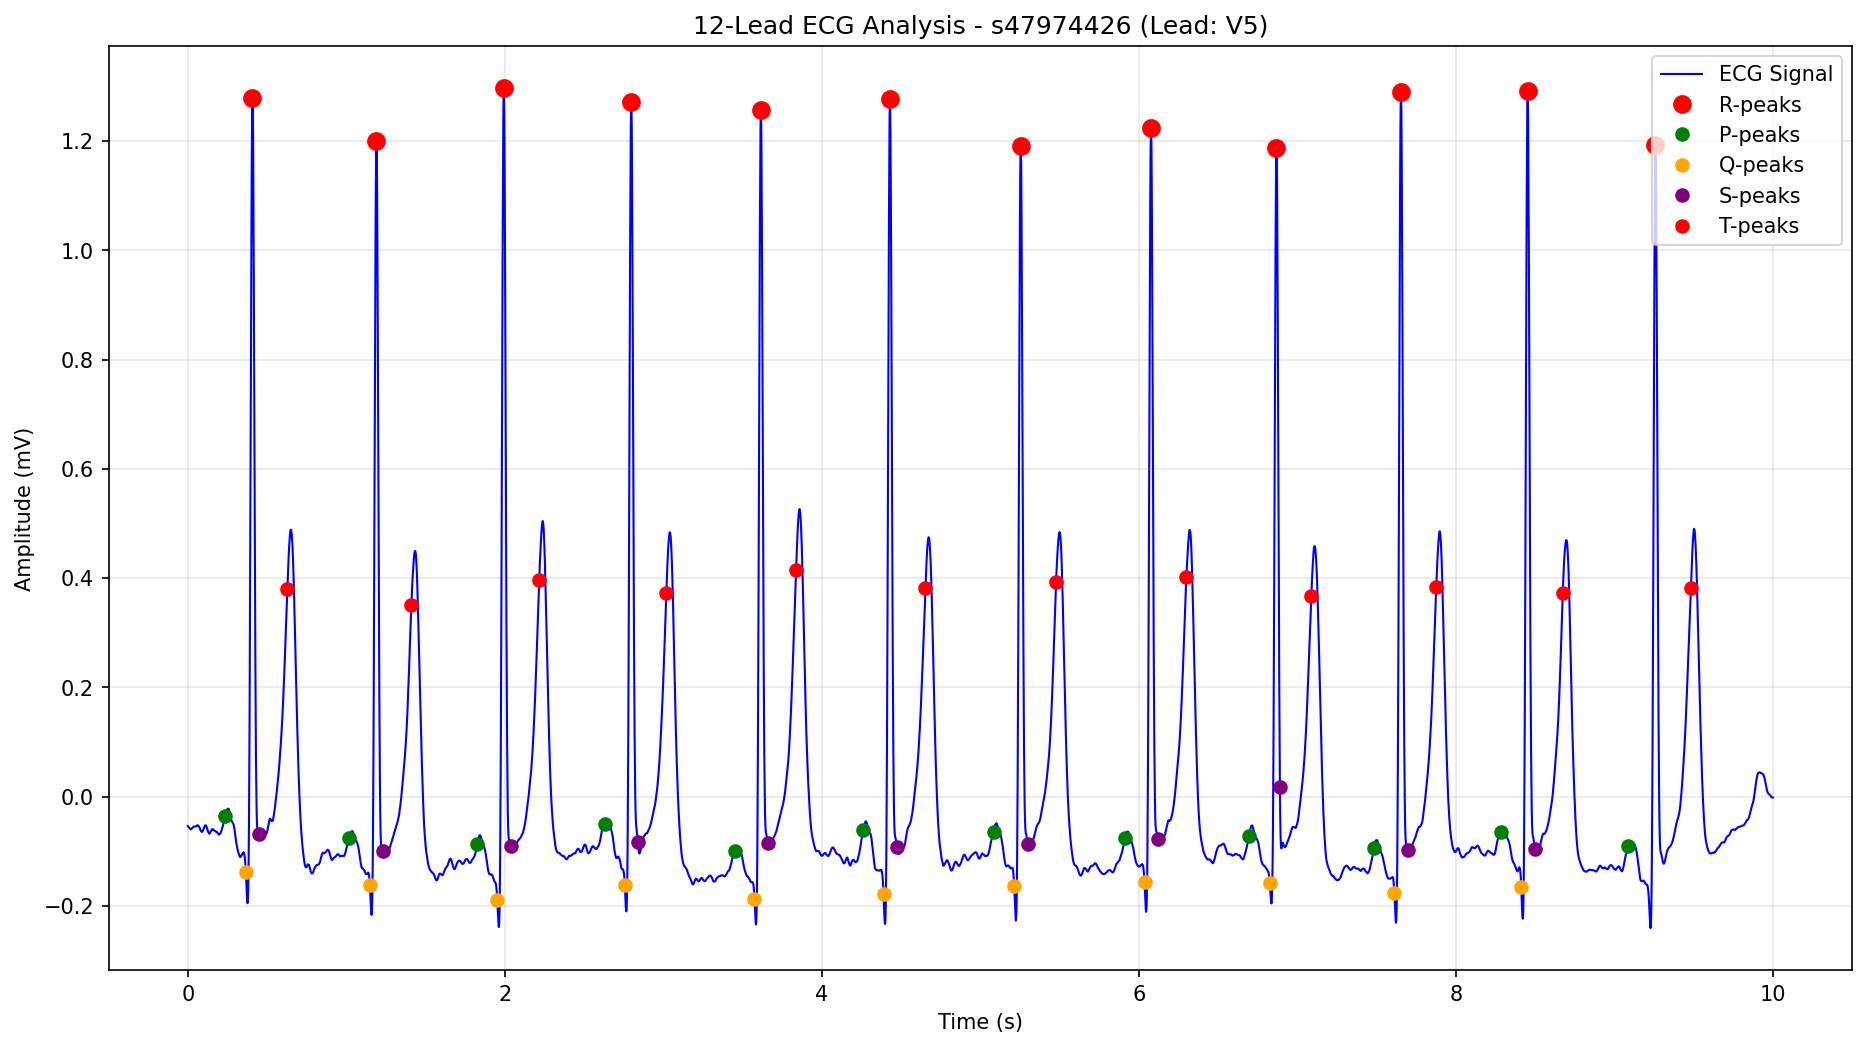 12-Lead ECG Analysis - s47974426 (Lead: V5)
ECG Signal
R-peaks
P-peaks
Q-peaks
S-peaks
T-peaks
1.2
1.0
0.8
0.6
0.4
0.2
0.0
−0.2
Amplitude (mV)
0 2 4 6 8 10
Time (s)